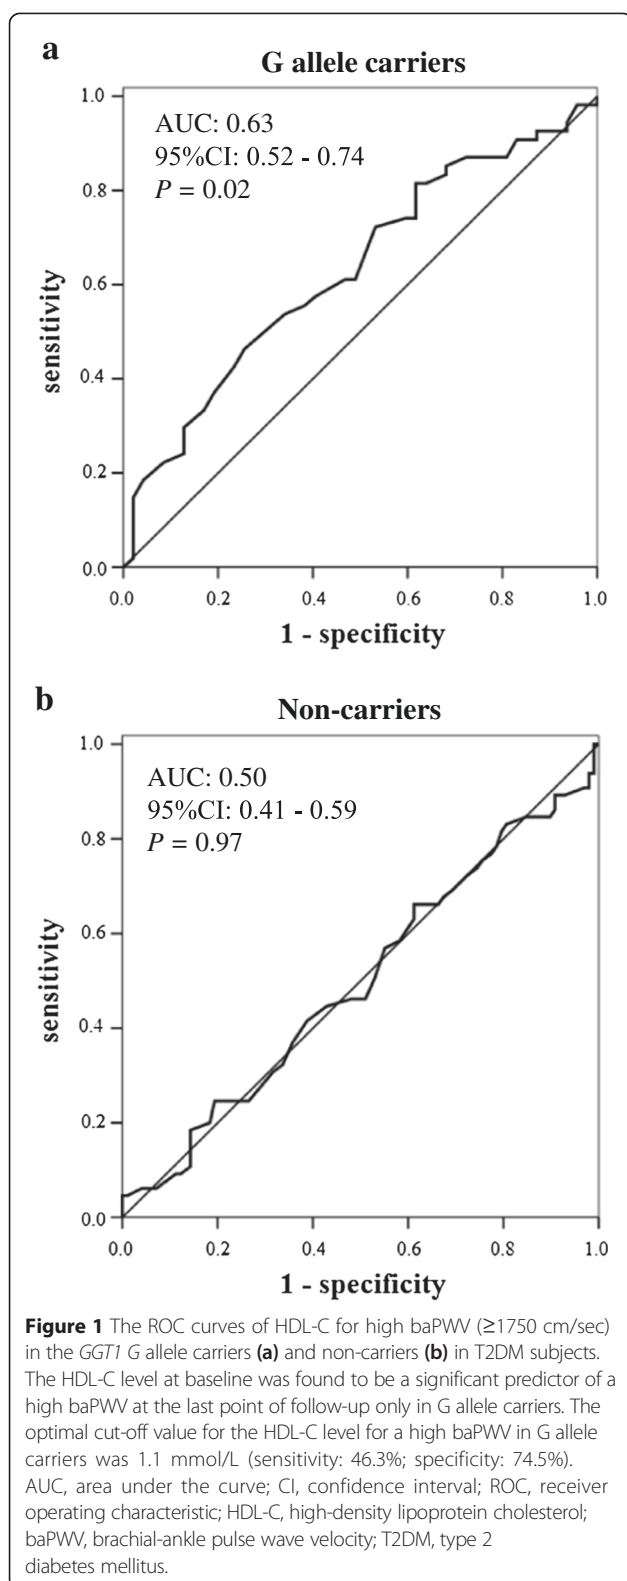 a
G allele carriers
AUC: 0.63
95%CI: 0.52 - 0.74
P = 0.02
1.0
0.8
0.6
0.4
0.2
0.0
sensitivity
0.0 0.2 0.4 0.6 0.8 1.0
1 - specificity
b
Non-carriers
AUC: 0.50
95%CI: 0.41 - 0.59
P = 0.97
1.0
0.8
0.6
0.4
0.2
0.0
sensitivity
0.0 0.2 0.4 0.6 0.8 1.0
1 - specificity
Figure 1 The ROC curves of HDL-C for high baPWV (≥1750 cm/sec)
in the GGT1 G allele carriers (a) and non-carriers (b) in T2DM subjects.
The HDL-C level at baseline was found to be a significant predictor of a
high baPWV at the last point of follow-up only in G allele carriers. The
optimal cut-off value for the HDL-C level for a high baPWV in G allele
carriers was 1.1 mmol/L (sensitivity: 46.3%; specificity: 74.5%).
AUC, area under the curve; CI, confidence interval; ROC, receiver
operating characteristic; HDL-C, high-density lipoprotein cholesterol;
baPWV, brachial-ankle pulse wave velocity; T2DM, type 2
diabetes mellitus.